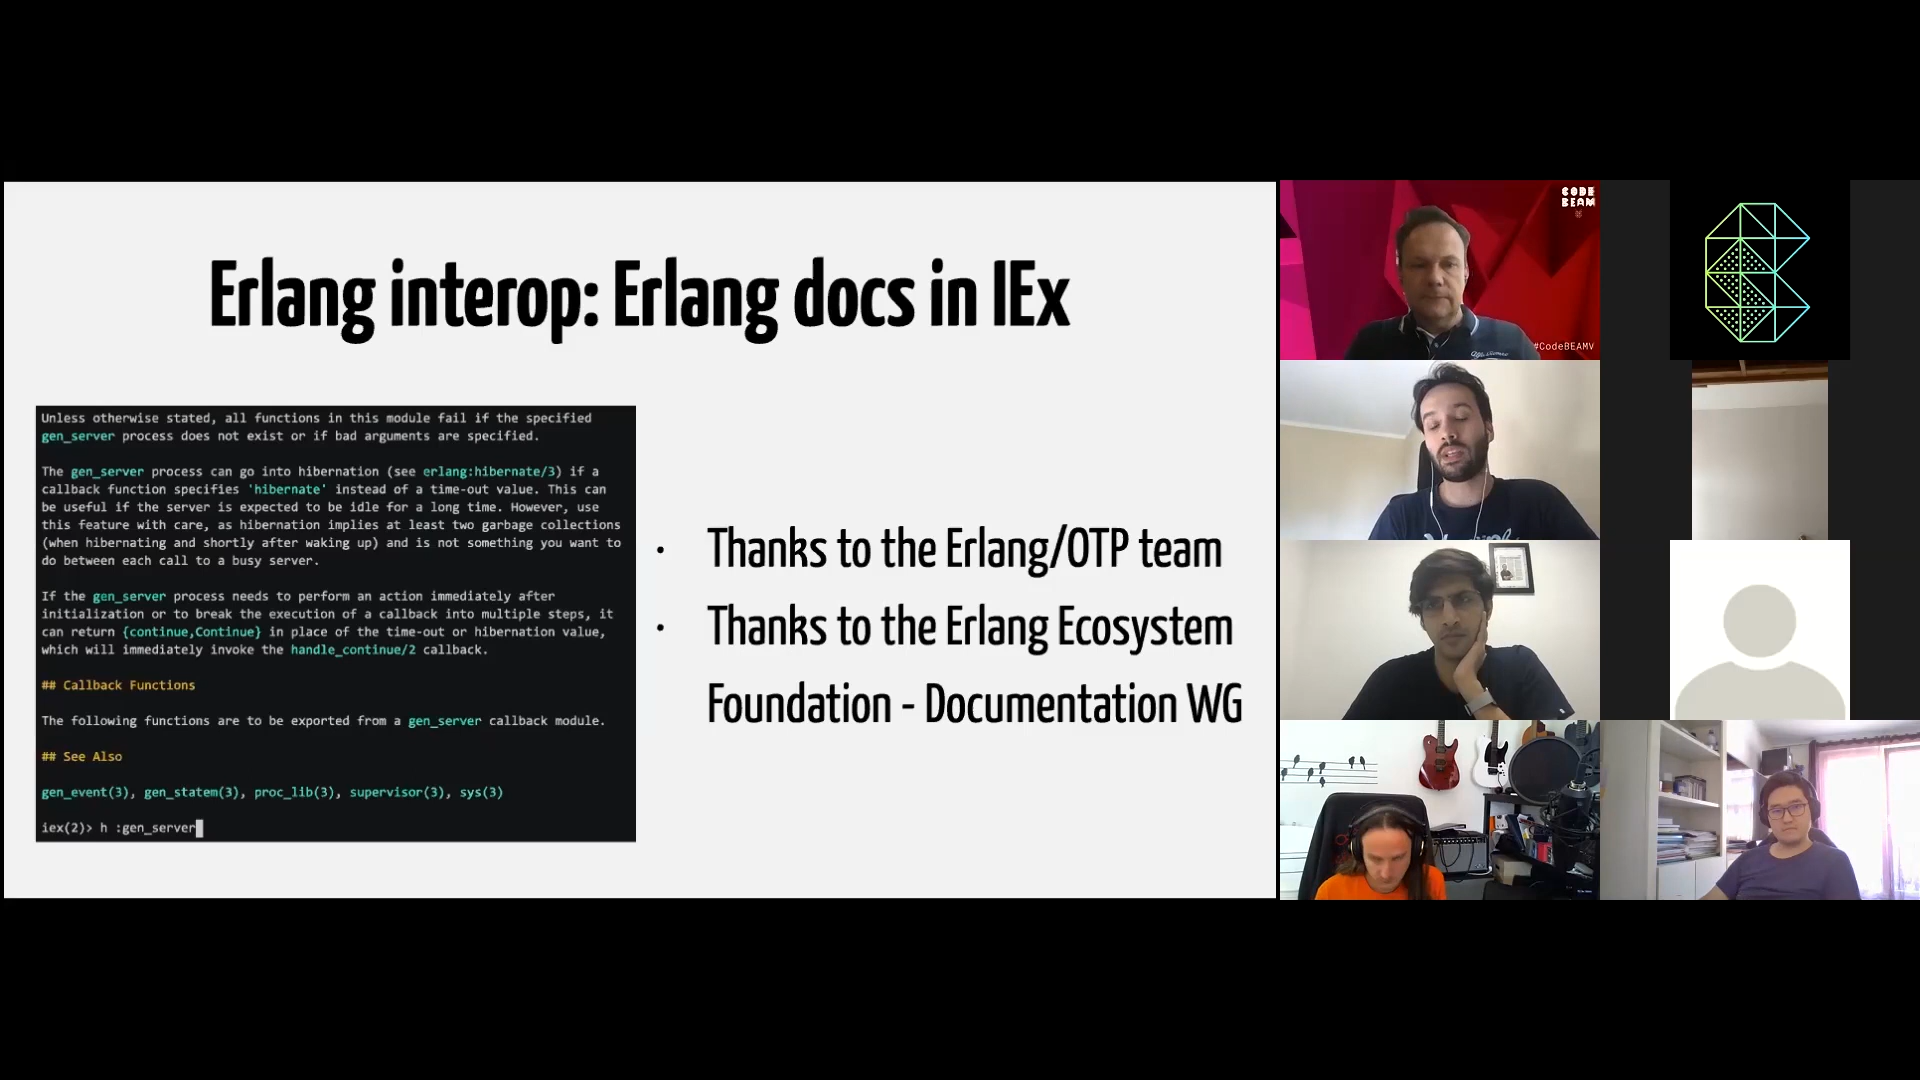 Erlang interop: Erlang docs in IEx
Unless otherwise stated, all functions in this module fail if the specified
gen_server process does not exist or if bad arguments are specified.
The gen_server process can go into hibernation (see erlang:hibernate/3) if a
callback function specifies 'hibernate' instead of a time-out value. This can
be useful if the server is expected to be idle for a long time. However, use
this feature with care, as hibernation implies at least two garbage collections
(when hibernating and shortly after waking up) and is not something you want to
do between each call to a busy server.
If the gen_server process needs to perform an action immediately after
initialization or to break the execution of a callback into multiple steps, it
can return {continue,Continue} in place of the time-out or hibernation value,
which will immediately invoke the handle_continue/2 callback.
## Callback Functions
The following functions are to be exported from a gen_server callback module.
## See Also
gen_event(3), gen_statem(3), proc_lib(3), supervisor(3), sys(3)
iex(2)> h :gen_server
· Thanks to the Erlang/OTP team
· Thanks to the Erlang Ecosystem
Foundation - Documentation WG
CODE
BEAM
#CodeBEAMV